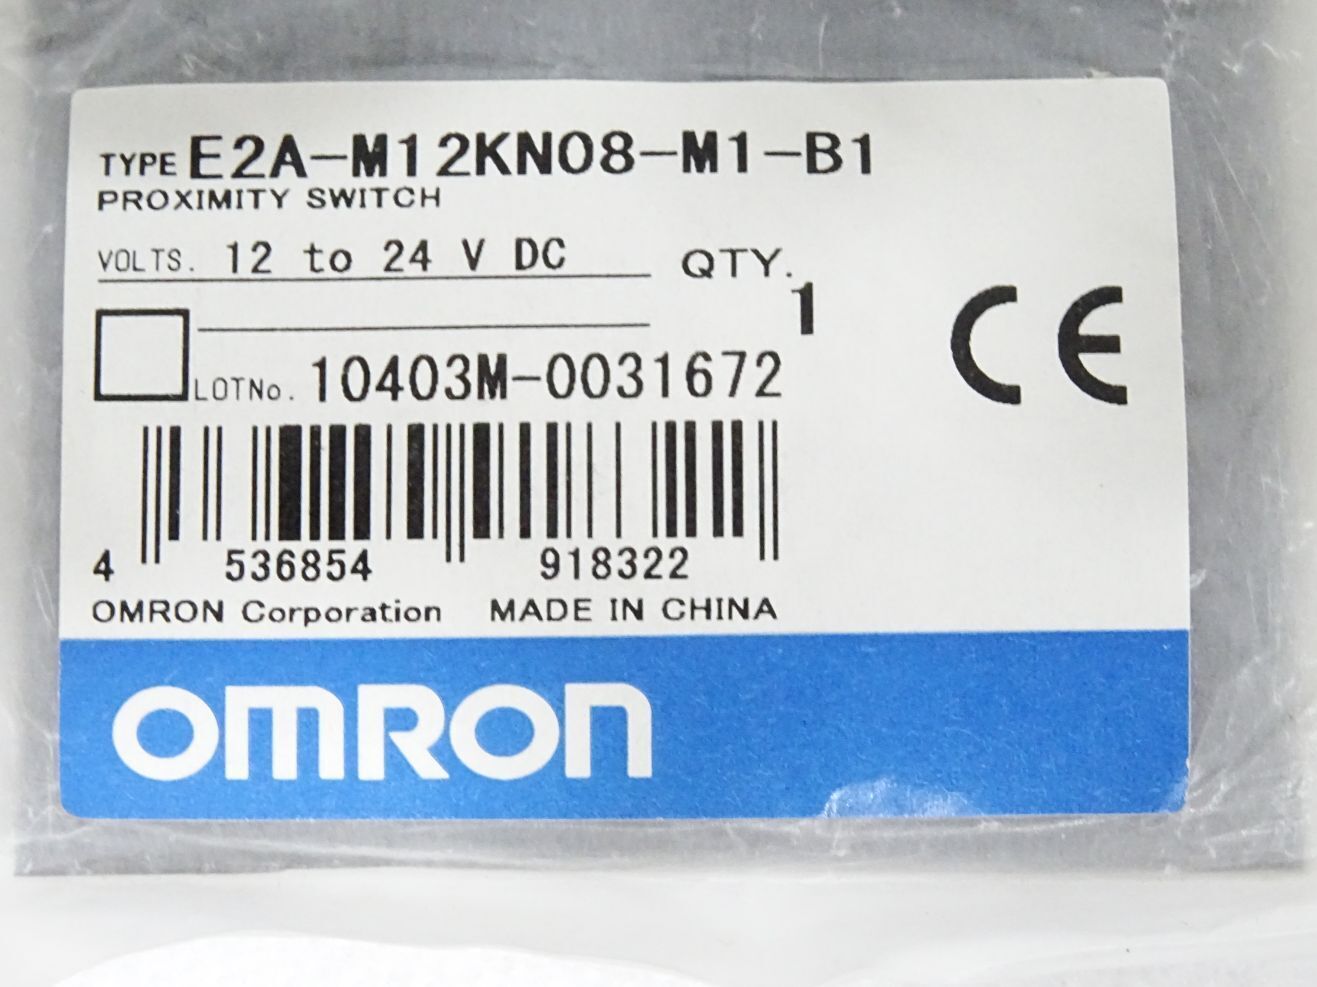 TYPE E2A-M12KN08-M1-B1
PROXIMITY SWITCH
VOLTS. 12 to 24 V DC QTY.
1
LOTNo. 10403M-0031672
CE
4 536854 918322
OMRON Corporation MADE IN CHINA
OMRON